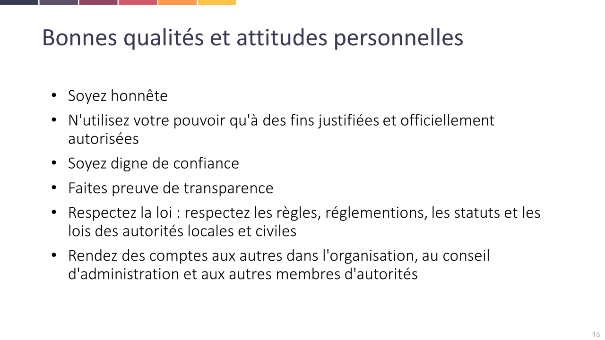 Bonnes qualités et attitudes personnelles
• Soyez honnête
• N'utilisez votre pouvoir qu'à des fins justifiées et officiellement
autorisées
• Soyez digne de confiance
• Faites preuve de transparence
• Respectez la loi : respectez les règles, réglementions, les statuts et les
lois des autorités locales et civiles
• Rendez des comptes aux autres dans l'organisation, au conseil
d'administration et aux autres membres d'autorités
16